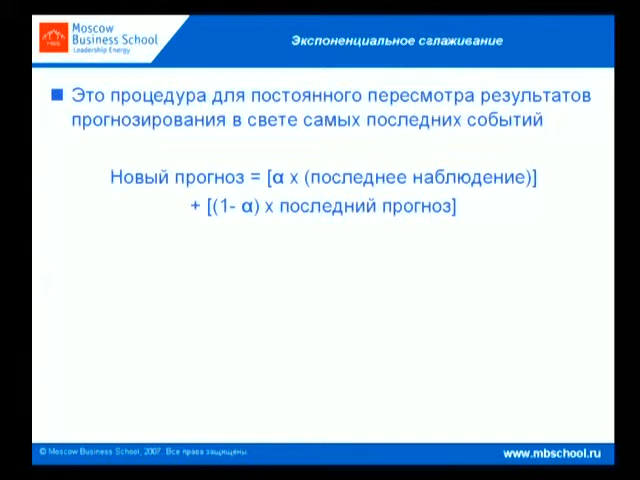 Moscow
Business School
Leadership Energy
Экспоненциальное сглаживание
Это процедура для постоянного пересмотра результатов
прогнозирования в свете самых последних событий
Новый прогноз = [α x (последнее наблюдение)]
+ [(1- α) x последний прогноз]
© Moscow Business School, 2007. Все права защищены.
www.mbschool.ru